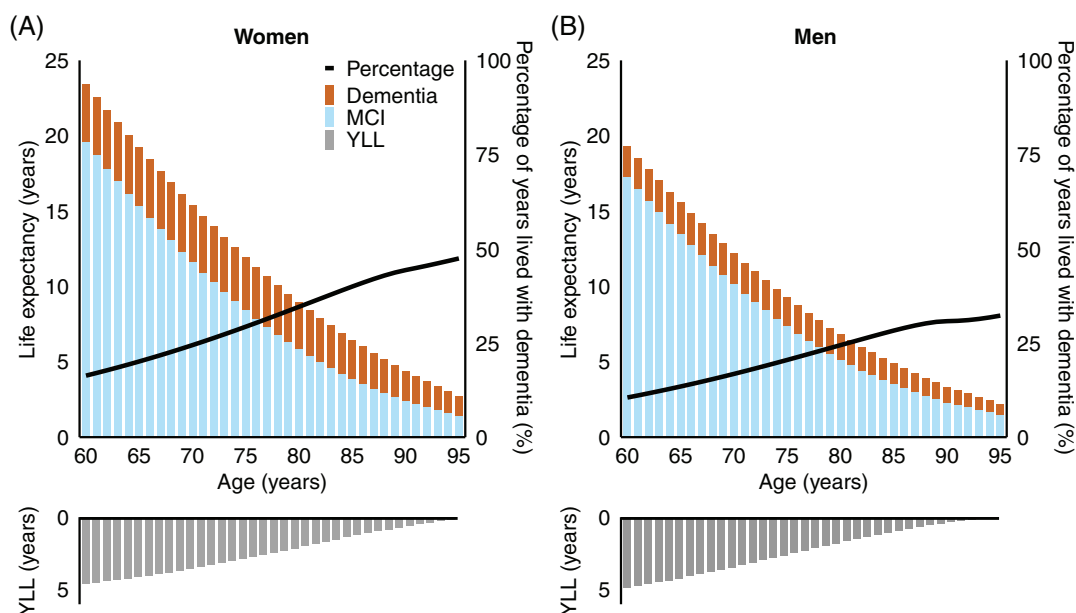 (A)
Women
25
20
15
10
5
0
Life expectancy (years)
100
75
50
25
0
Percentage of years lived with dementia (%)
Percentage
Dementia
MCI
YLL
60 65 70 75 80 85 90 95
Age (years)
0
5
YLL (years)
(B)
Men
25
20
15
10
5
0
Life expectancy (years)
100
75
50
25
0
Percentage of years lived with dementia (%)
60 65 70 75 80 85 90 95
Age (years)
0
5
YLL (years)